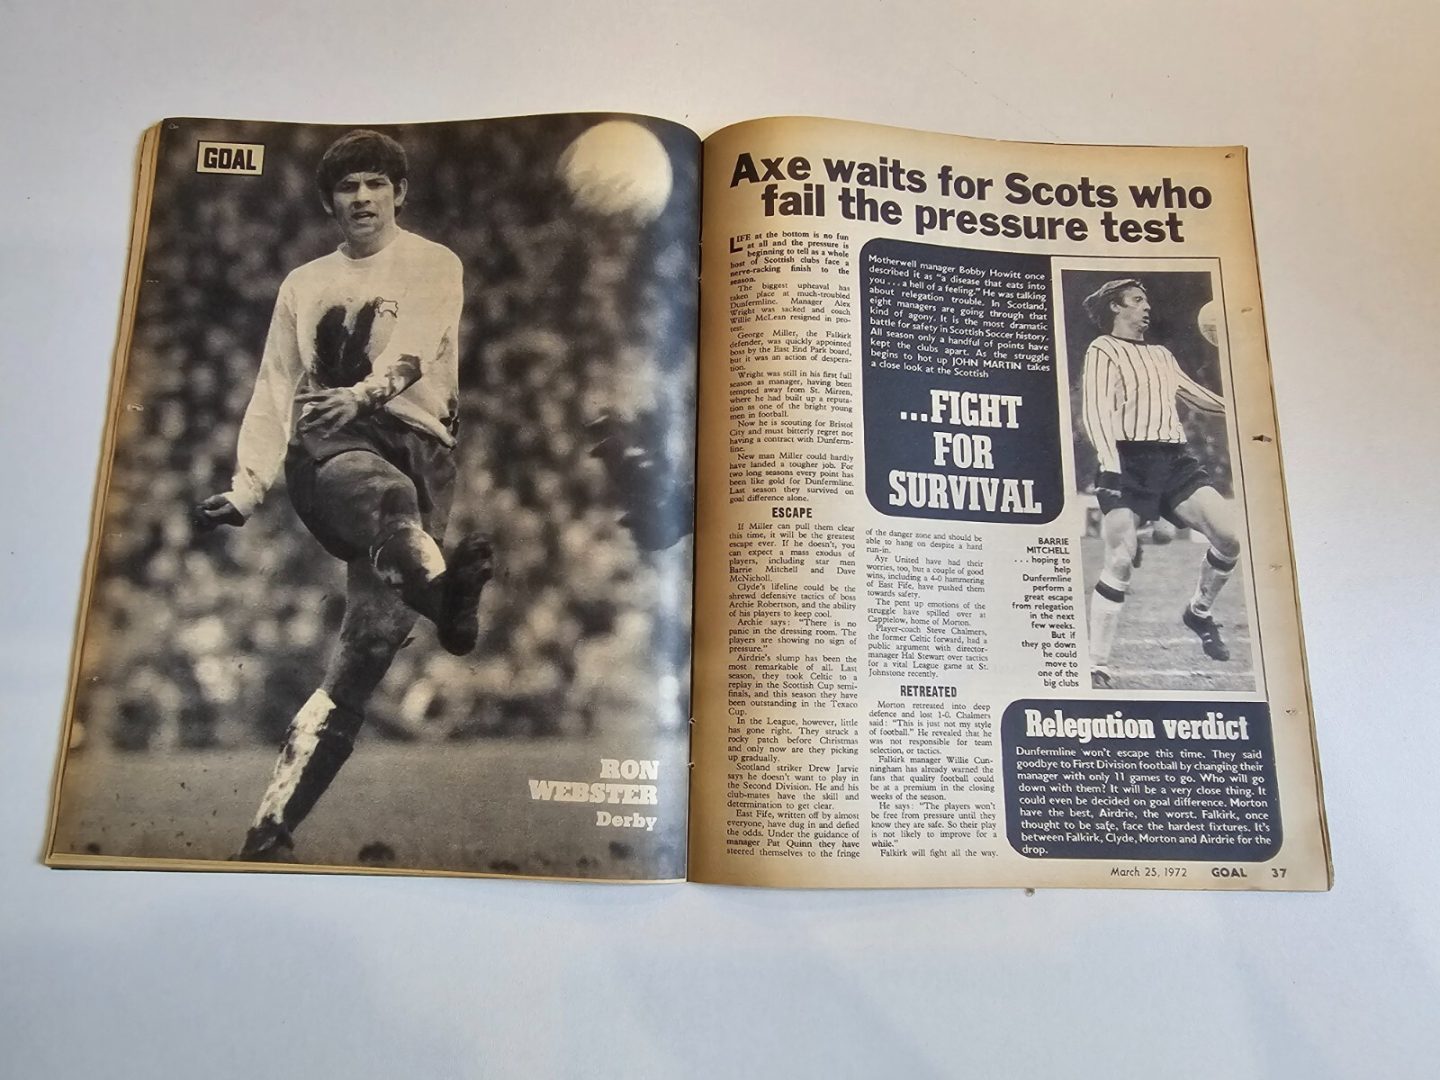 GOAL
RON
WEBSTER
Derby
Axe waits for Scots who
fail the pressure test
LIFE at the bottom is no fun
at all and the pressure is
beginning to tell as a whole
host of Scottish clubs face a
nerve-racking finish to the
season.
The biggest upheaval has
taken place at much-troubled
Dunfermline. Manager Alex
Wright was sacked and coach
Willie McLean resigned in pro-
test.
George Miller, the Falkirk
defender, was quickly appointed
boss by the East End Park board,
but it was an action of despera-
tion.
Wright was still in his first full
season as manager, having been
tempted away from St. Mirren,
where he had built up a reputa-
tion as one of the bright young
men in football.
Now he is scouting for Bristol
City and must bitterly regret not
having a contract with Dunferm-
line.
New man Miller could hardly
have landed a tougher job. For
two long seasons every point has
been like gold for Dunfermline.
Last season they survived on
goal difference alone.
ESCAPE
If Miller can pull them clear
this time, it will be the greatest
escape ever. If he doesn't, you
can expect a mass exodus of
players, including star men
Barrie Mitchell and Dave
McNicholl.
Clyde's lifeline could be the
shrewd defensive tactics of boss
Archie Robertson, and the ability
of his players to keep cool.
Archie says: "There is no
panic in the dressing room. The
players are showing no sign of
pressure."
Airdrie's slump has been the
most remarkable of all. Last
season, they took Celtic to a
replay in the Scottish Cup semi-
finals, and this season they have
been outstanding in the Texaco
Cup.
In the League, however, little
has gone right. They struck a
rocky patch before Christmas
and only now are they picking
up gradually.
Scotland striker Drew Jarvie
says he doesn't want to play in
the Second Division. He and his
club-mates have the skill and
determination to get clear.
East Fife, written off by almost
everyone, have dug in and defied
the odds. Under the guidance of
manager Pat Quinn they have
steered themselves to the fringe
Motherwell manager Bobby Howitt once
described it as "a disease that eats into
you . . . a hell of a feeling." He was talking
about relegation trouble. In Scotland,
eight managers are going through that
kind of agony. It is the most dramatic
battle for safety in Scottish Soccer history.
All season only a handful of points have
kept the clubs apart. As the struggle
begins to hot up JOHN MARTIN takes
a close look at the Scottish
...FIGHT
FOR
SURVIVAL
of the danger zone and should be
able to hang on despite a hard
run-in.
Ayr United have had their
worries, too, but a couple of good
wins, including a 4-0 hammering
of East Fife, have pushed them
towards safety.
The pent up emotions of the
struggle have spilled over at
Cappielow, home of Morton.
Player-coach Steve Chalmers,
the former Celtic forward, had a
public argument with director-
manager Hal Stewart over tactics
for a vital League game at St.
Johnstone recently.
RETREATED
Morton retreated into deep
defence and lost 1-0. Chalmers
said: "This is just not my style
of football." He revealed that he
was not responsible for team
selection, or tactics.
Falkirk manager Willie Cun-
ningham has already warned the
fans that quality football could
be at a premium in the closing
weeks of the season.
He says: "The players won't
be free from pressure until they
know they are safe. So their play
is not likely to improve for a
while."
Falkirk will fight all the way.
BARRIE
MITCHELL
. . . hoping to
help
Dunfermline
perform a
great escape
from relegation
in the next
few weeks.
But if
they go down
he could
move to
one of the
big clubs
Relegation verdict
Dunfermline won't escape this time. They said
goodbye to First Division football by changing their
manager with only 11 games to go. Who will go
down with them? It will be a very close thing. It
could even be decided on goal difference. Morton
have the best, Airdrie, the worst. Falkirk, once
thought to be safe, face the hardest fixtures. It's
between Falkirk, Clyde, Morton and Airdrie for the
drop.
March 25, 1972 GOAL 37